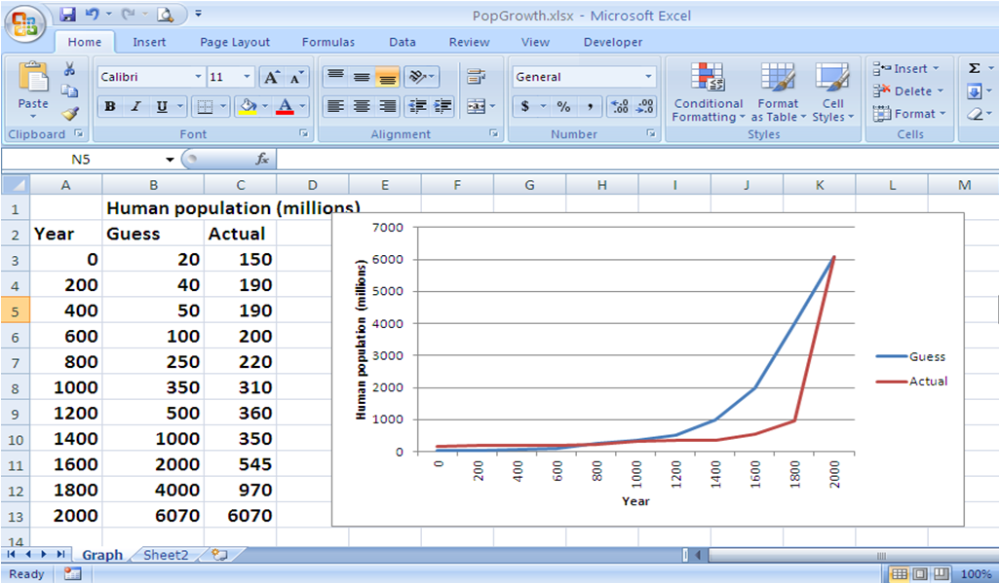 PopGrowth.xlsx - Microsoft Excel
Home Insert Page Layout Formulas Data Review View Developer
Calibri 11 General Insert
Paste B I U $ % , Conditional Formatting Format as Table Cell Styles Delete
Format
Clipboard Font Alignment Number Styles Cells
N5 fx
A B C D E F G H I J K L M
1 Human population (millions)
2 Year Guess Actual
3 0 20 150
4 200 40 190
5 400 50 190
6 600 100 200
7 800 250 220
8 1000 350 310
9 1200 500 360
10 1400 1000 350
11 1600 2000 545
12 1800 4000 970
13 2000 6070 6070
14
7000
6000
5000
4000
3000
2000
1000
0
Human population (millions)
0 200 400 600 800 1000 1200 1400 1600 1800 2000
Year
Guess
Actual
Graph Sheet2
Ready 100%